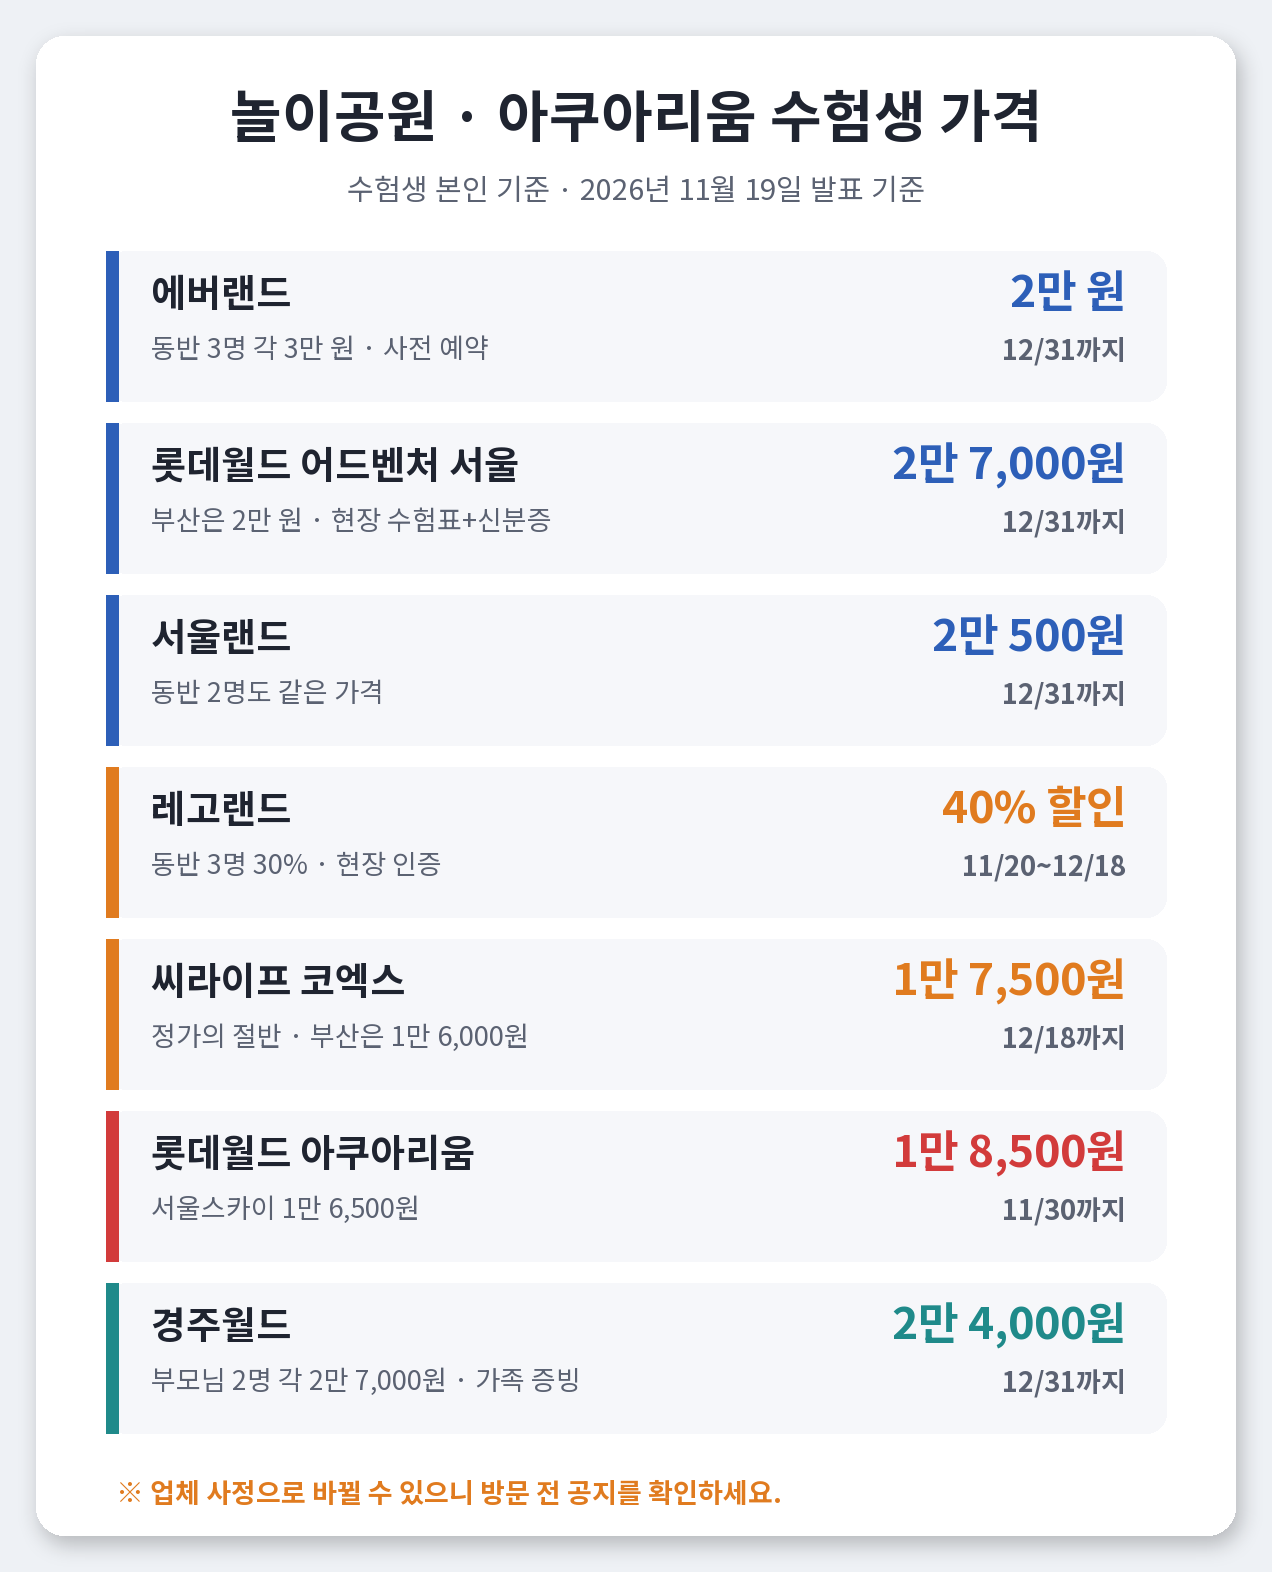 놀이공원 · 아쿠아리움 수험생 가격
수험생 본인 기준 · 2026년 11월 19일 발표 기준
에버랜드
2만 원
동반 3명 각 3만 원 · 사전 예약
12/31까지
롯데월드 어드벤처 서울
2만 7,000원
부산은 2만 원 · 현장 수험표+신분증
12/31까지
서울랜드
2만 500원
동반 2명도 같은 가격
12/31까지
레고랜드
40% 할인
동반 3명 30% · 현장 인증
11/20~12/18
씨라이프 코엑스
1만 7,500원
정가의 절반 · 부산은 1만 6,000원
12/18까지
롯데월드 아쿠아리움
1만 8,500원
서울스카이 1만 6,500원
11/30까지
경주월드
2만 4,000원
부모님 2명 각 2만 7,000원 · 가족 증빙
12/31까지
※ 업체 사정으로 바뀔 수 있으니 방문 전 공지를 확인하세요.